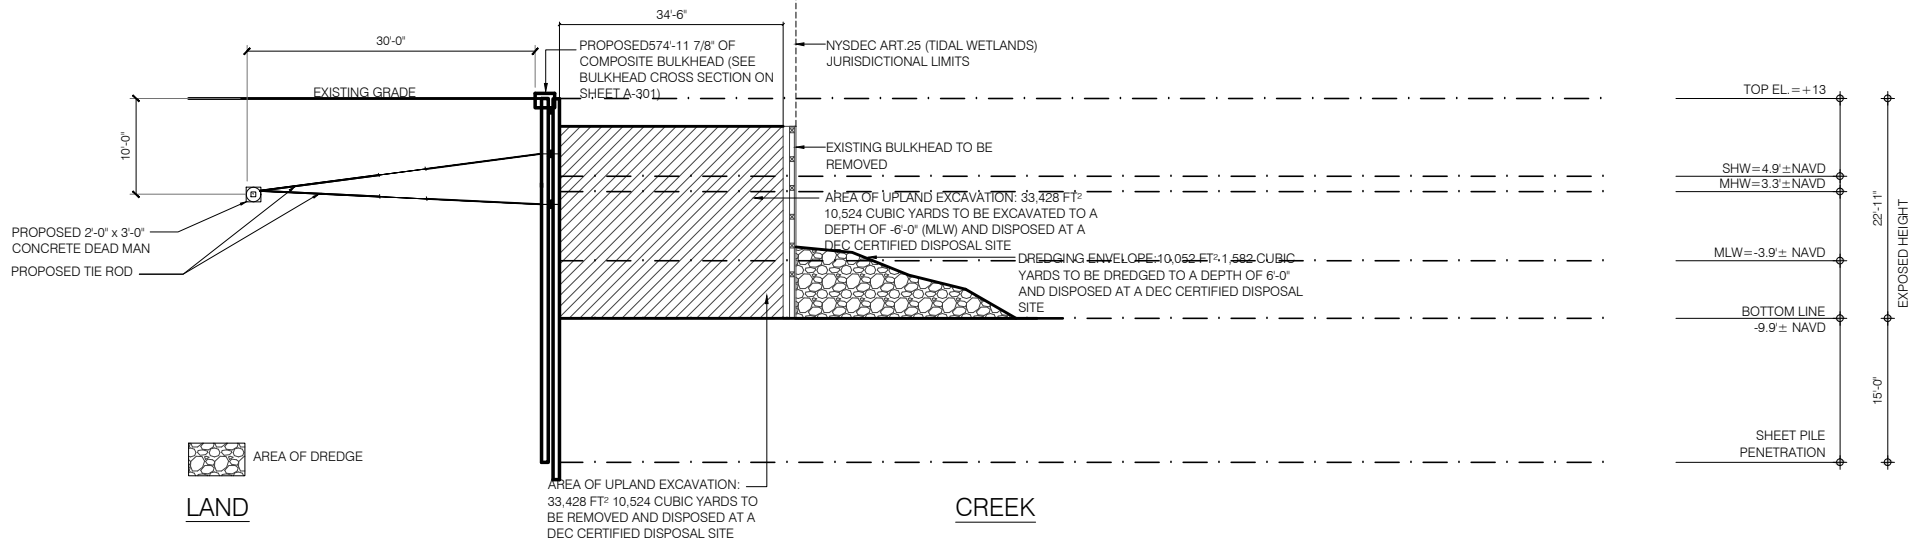 34'-6"
30'-0"
PROPOSED574'-11 7/8" OF
COMPOSITE BULKHEAD (SEE
BULKHEAD CROSS SECTION ON
SHEET A-301)
NYSDEC ART.25 (TIDAL WETLANDS)
JURISDICTIONAL LIMITS
EXISTING GRADE
TOP EL.=+13
10'-0"
EXISTING BULKHEAD TO BE
REMOVED
SHW=4.9'±NAVD
MHW=3.3'±NAVD
AREA OF UPLAND EXCAVATION: 33,428 FT²
10,524 CUBIC YARDS TO BE EXCAVATED TO A
DEPTH OF -6'-0" (MLW) AND DISPOSED AT A
DEC CERTIFIED DISPOSAL SITE
22'-11"
EXPOSED HEIGHT
PROPOSED 2'-0" x 3'-0"
CONCRETE DEAD MAN
PROPOSED TIE ROD
DREDGING ENVELOPE:10,052 FT² 1,582 CUBIC
YARDS TO BE DREDGED TO A DEPTH OF 6'-0"
AND DISPOSED AT A DEC CERTIFIED DISPOSAL
SITE
MLW=-3.9'± NAVD
BOTTOM LINE
-9.9'± NAVD
15'-0"
SHEET PILE
PENETRATION
AREA OF DREDGE
AREA OF UPLAND EXCAVATION:
33,428 FT² 10,524 CUBIC YARDS TO
BE REMOVED AND DISPOSED AT A
DEC CERTIFIED DISPOSAL SITE
LAND
CREEK